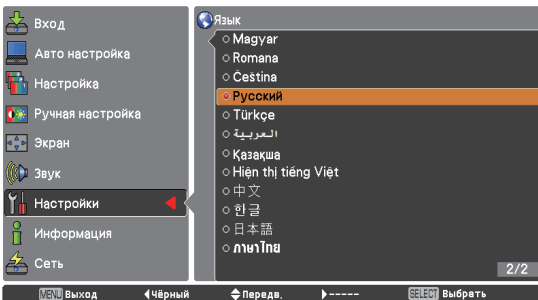 Вход
Авто настройка
Настройка
Ручная настройка
Экран
Звук
Настройки
Информация
Сеть
Язык
Magyar
Romana
Čeština
Русский
Türkçe
العربية
Қазақша
Hiện thị tiếng Việt
中文
한글
日本語
ภาษาไทย
2/2
MENU Выход ◀Чёрный ◆Передв. ▶----- SELECT Выбрать